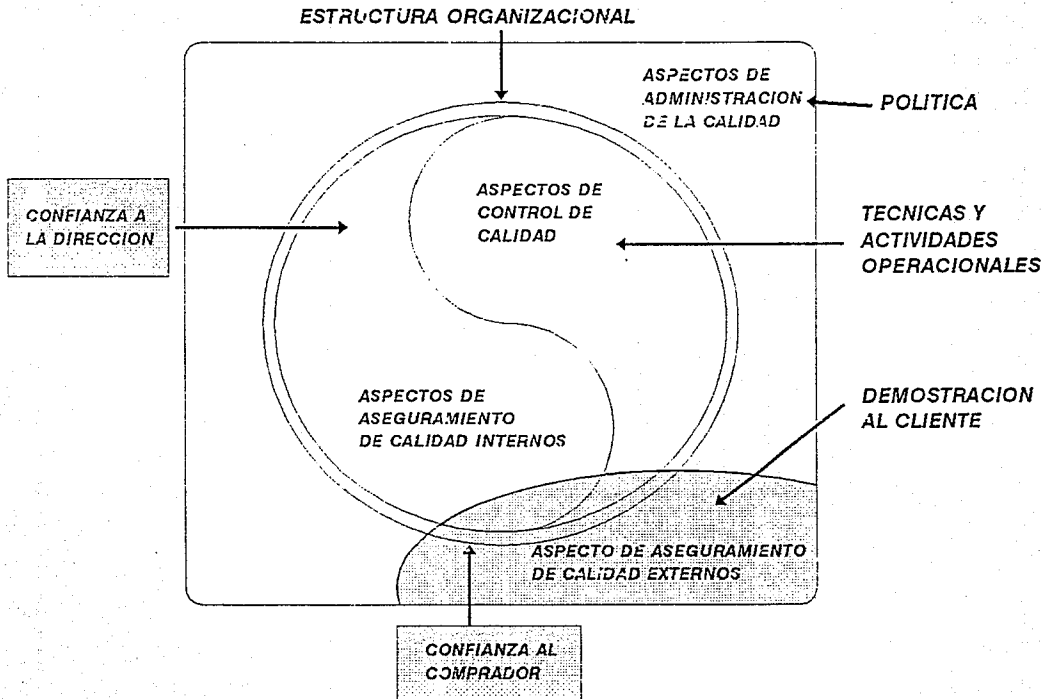 ESTRUCTURA ORGANIZACIONAL
ASPECTOS DE
ADMINISTRACION
DE LA CALIDAD
POLITICA
ASPECTOS DE
CONTROL DE
CALIDAD
CONFIANZA A
LA DIRECCION
TECNICAS Y
ACTIVIDADES
OPERACIONALES
ASPECTOS DE
ASEGURAMIENTO
DE CALIDAD INTERNOS
DEMOSTRACION
AL CLIENTE
ASPECTO DE ASEGURAMIENTO
DE CALIDAD EXTERNOS
CONFIANZA AL
COMPRADOR